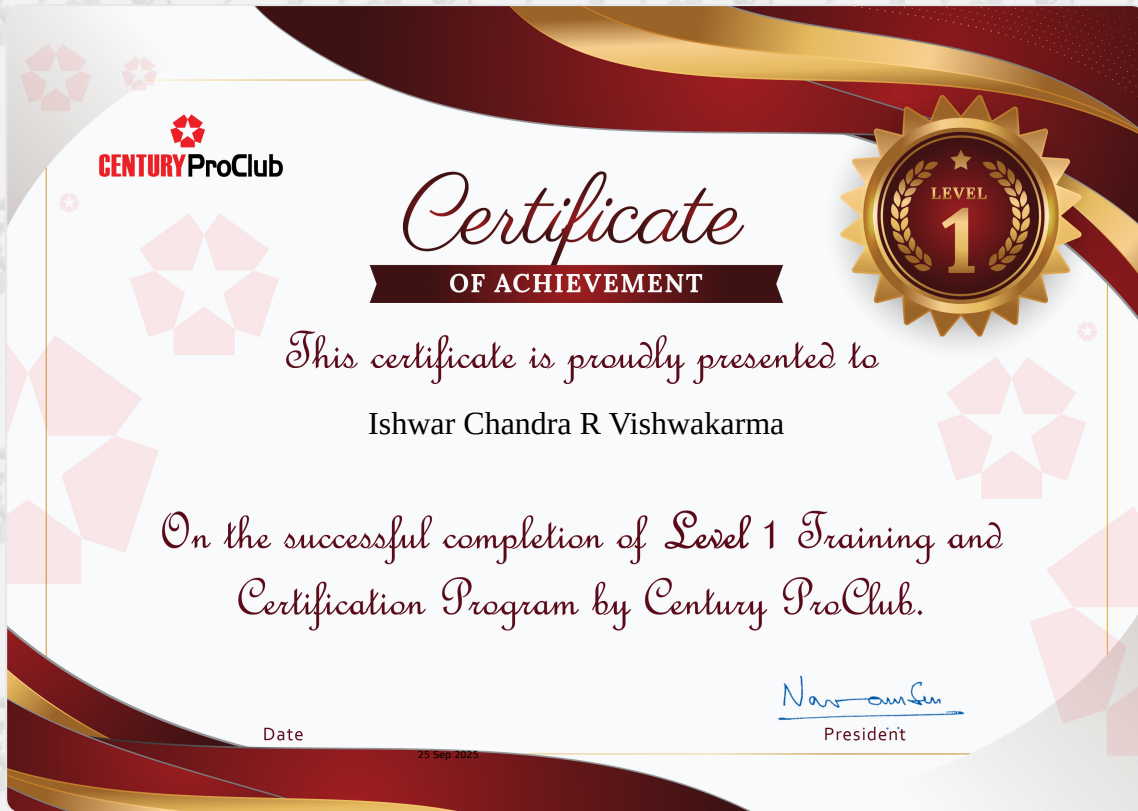 CENTURY ProClub
LEVEL
1
Certificate
OF ACHIEVEMENT
This certificate is proudly presented to
Ishwar Chandra R Vishwakarma
On the successful completion of Level 1 Training and
Certification Program by Century ProClub.
Date
President
25 Sep 2025